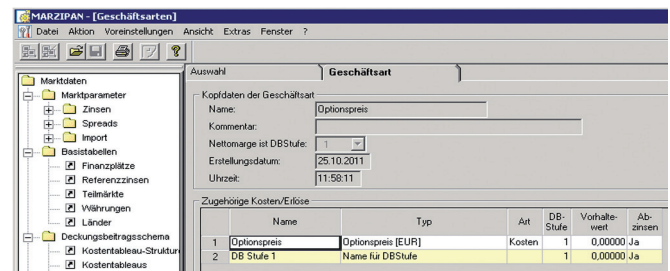 MARZIPAN - [Geschäftsarten]
Datei Aktion Voreinstellungen Ansicht Extras Fenster ?
Marktdaten
Marktparameter
Zinsen
Spreads
Import
Basistabellen
Finanzplätze
Referenzzinsen
Teilmärkte
Währungen
Länder
Deckungsbeitragsschema
Kostentableau-Struktur
Kostentableaus
Auswahl Geschäftsart
Kopfdaten der Geschäftsart
Name: Optionspreis
Kommentar:
Nettomarge ist DBStufe: 1
Erstellungsdatum: 25.10.2011
Uhrzeit: 11:58:11
Zugehörige Kosten/Erlöse
Name Typ Art DB-Stufe Vorhalte-wert Ab-zinsen
1 Optionspreis Optionspreis [EUR] Kosten 1 0,00000 Ja
2 DB Stufe 1 Name für DBStufe 1 0,00000 Ja